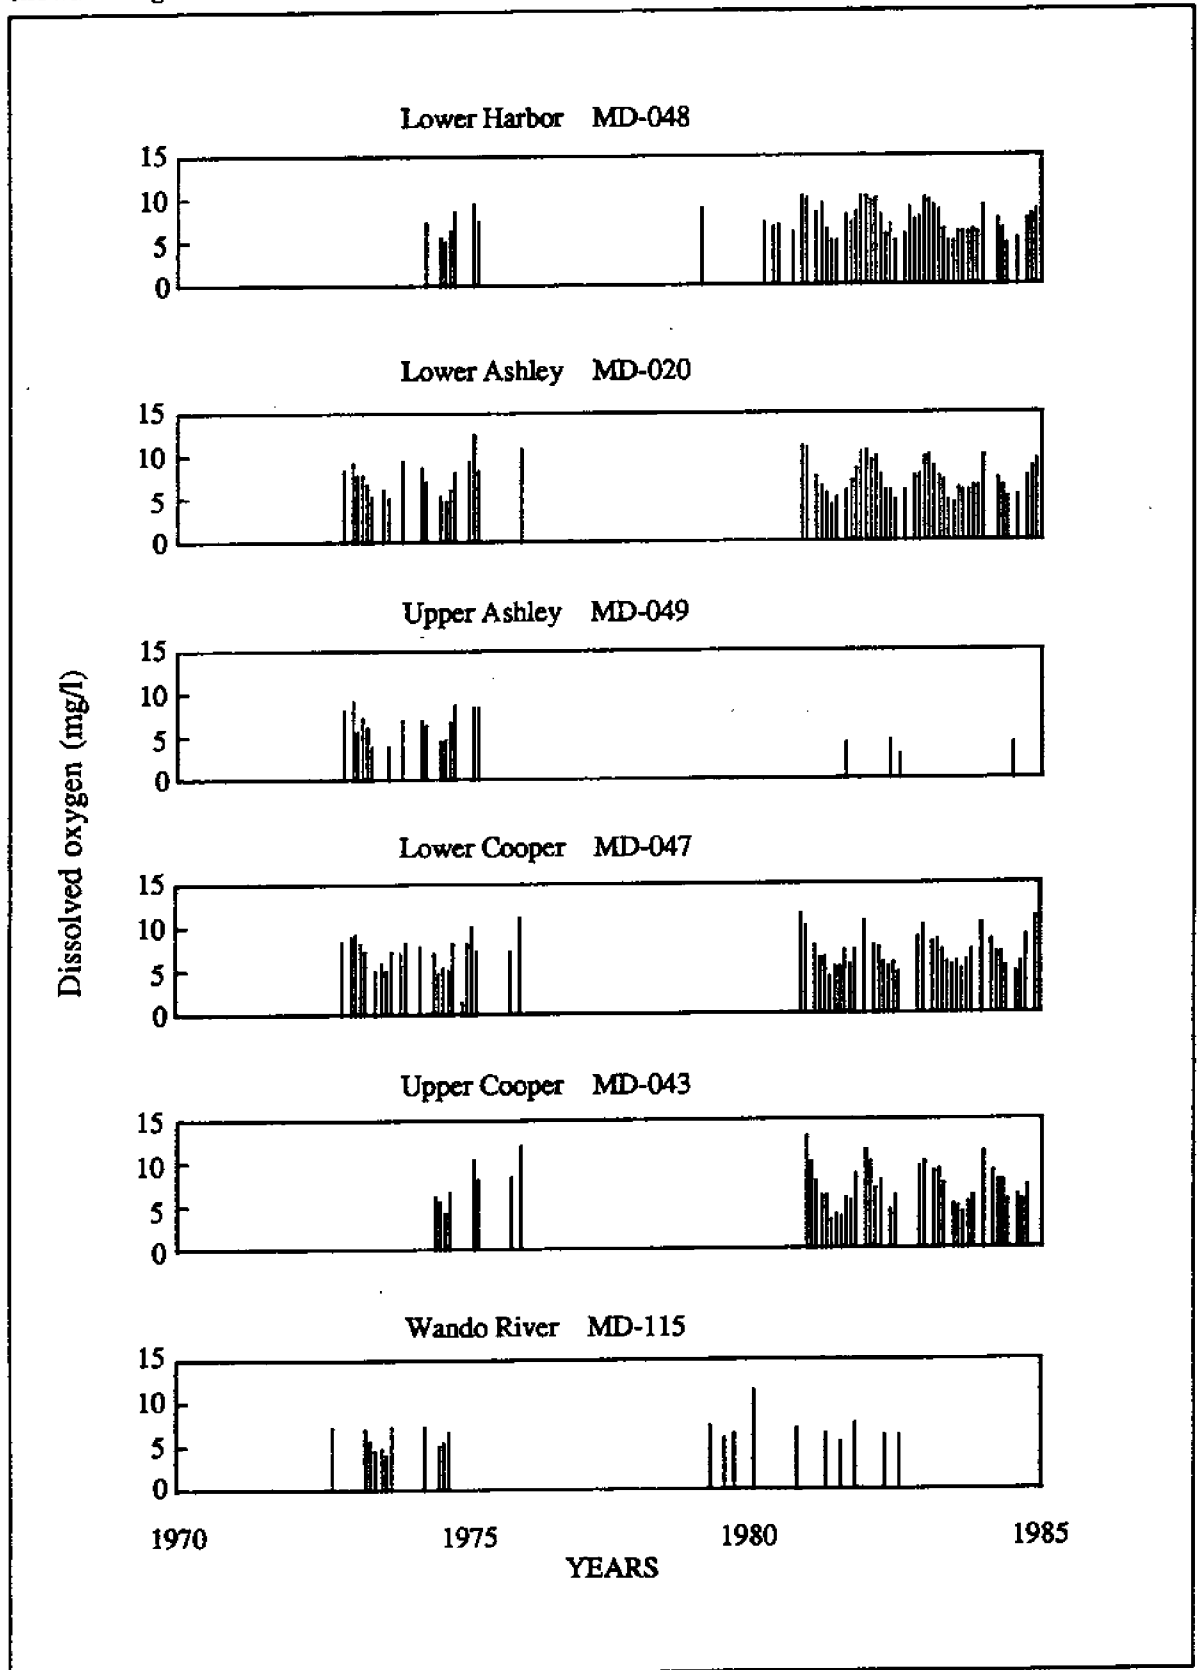 Lower Harbor MD-048
15
10
5
0
Lower Ashley MD-020
15
10
5
0
Upper Ashley MD-049
15
10
5
0
Dissolved oxygen (mg/l)
Lower Cooper MD-047
15
10
5
0
Upper Cooper MD-043
15
10
5
0
Wando River MD-115
15
10
5
0
1970 1975 1980 1985
YEARS